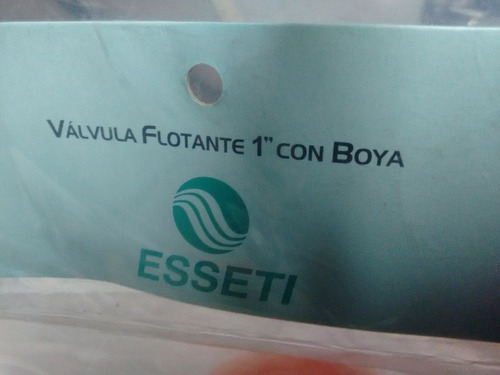 VÁLVULA FLOTANTE 1" CON BOYA
ESSETI